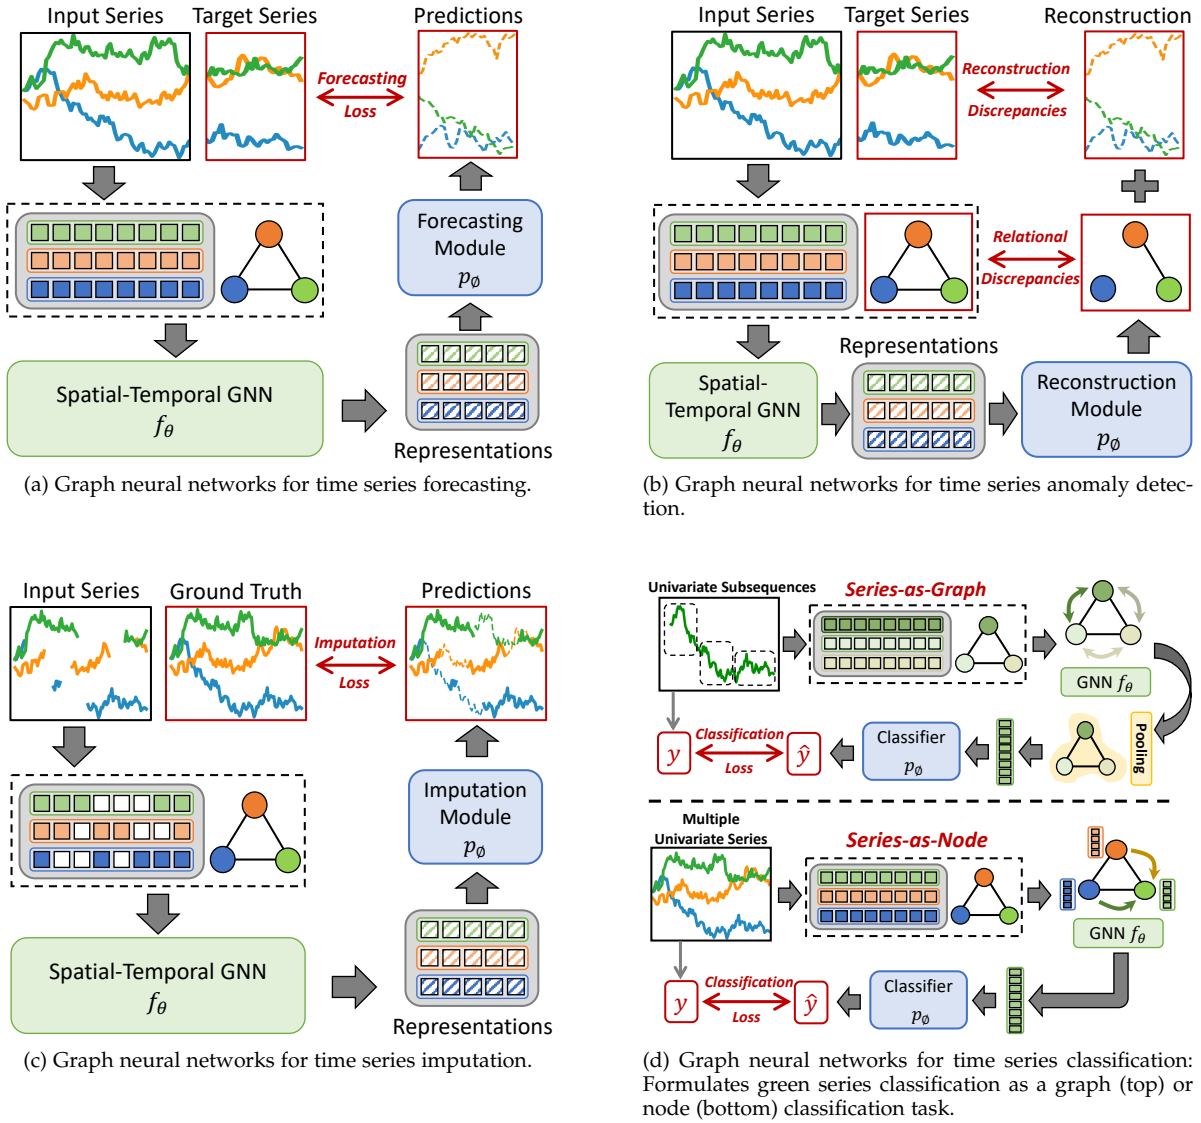 Input Series
Target Series
Predictions
Forecasting
Loss
Forecasting
Module
p∅
Spatial-Temporal GNN
fθ
Representations
(a) Graph neural networks for time series forecasting.
Input Series
Target Series
Reconstruction
Reconstruction
Discrepancies
Relational
Discrepancies
Representations
Spatial-
Temporal GNN
fθ
Reconstruction
Module
p∅
(b) Graph neural networks for time series anomaly detec-
tion.
Input Series
Ground Truth
Predictions
Imputation
Loss
Imputation
Module
p∅
Spatial-Temporal GNN
fθ
Representations
(c) Graph neural networks for time series imputation.
Univariate Subsequences
Series-as-Graph
GNN fθ
Pooling
Classifier
p∅
ŷ
Classification
Loss
y
Multiple
Univariate Series
Series-as-Node
GNN fθ
Classifier
p∅
ŷ
Classification
Loss
y
(d) Graph neural networks for time series classification:
Formulates green series classification as a graph (top) or
node (bottom) classification task.